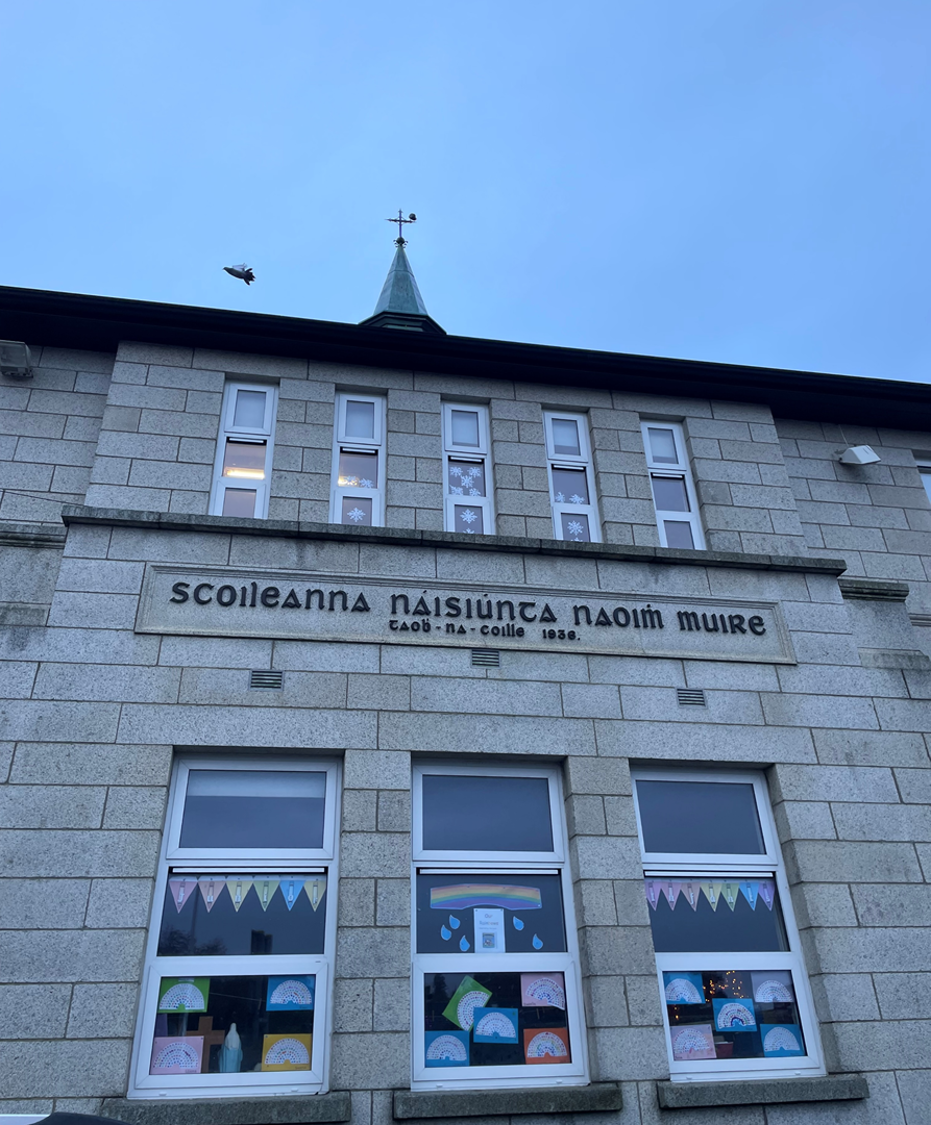 Scoileanna Náisiúnta Naoiṁ Muire
Taoḃ-na-Coille 1936.